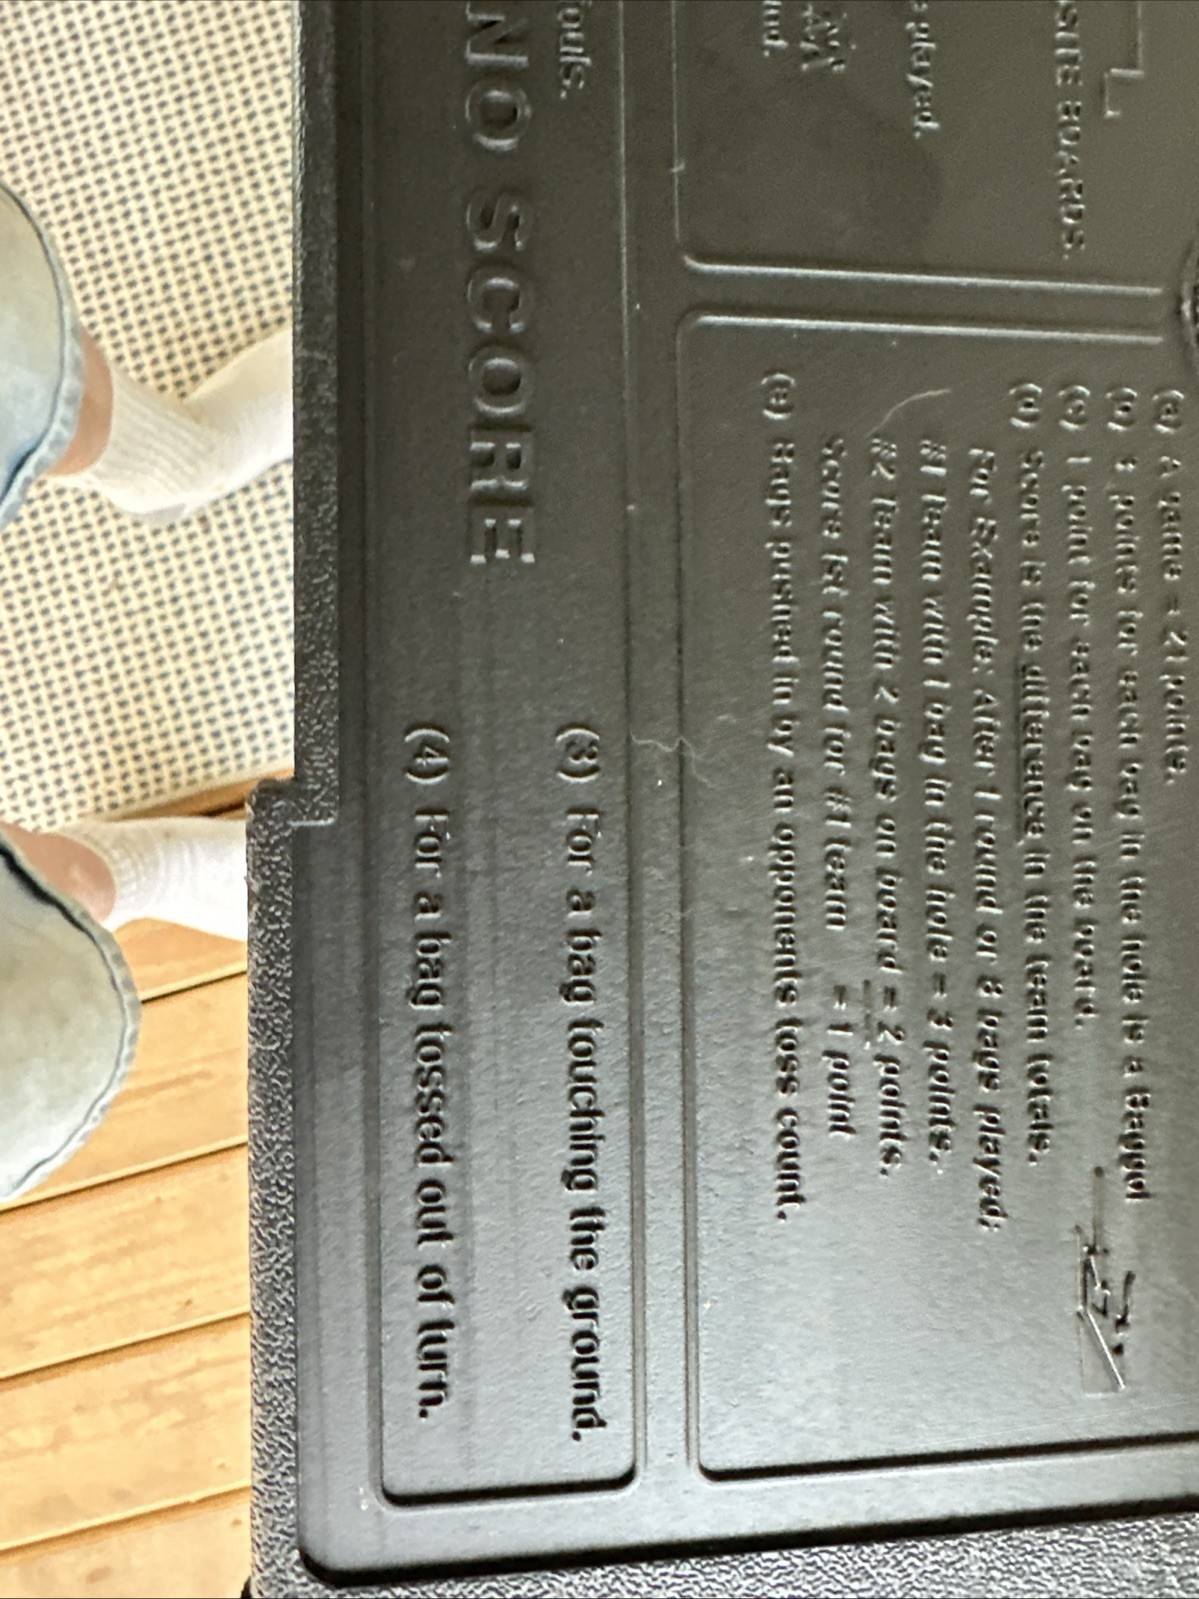 SITE BOARDS.
played.
(a) A game = 21 points.
(b) 3 points for each bag in the hole is a Baggo!
(c) 1 point for each bag on the board.
(d) Score is the difference in the team totals.
For Example: After 1 round or 8 bags played:
#1 team with 1 bag in the hole = 3 points.
#2 team with 2 bags on board = 2 points.
Score 1st round for #1 team = 1 point
(e) Bags pushed in by an opponents toss count.
fouls.
NO SCORE
(3) For a bag touching the ground.
(4) For a bag tossed out of turn.